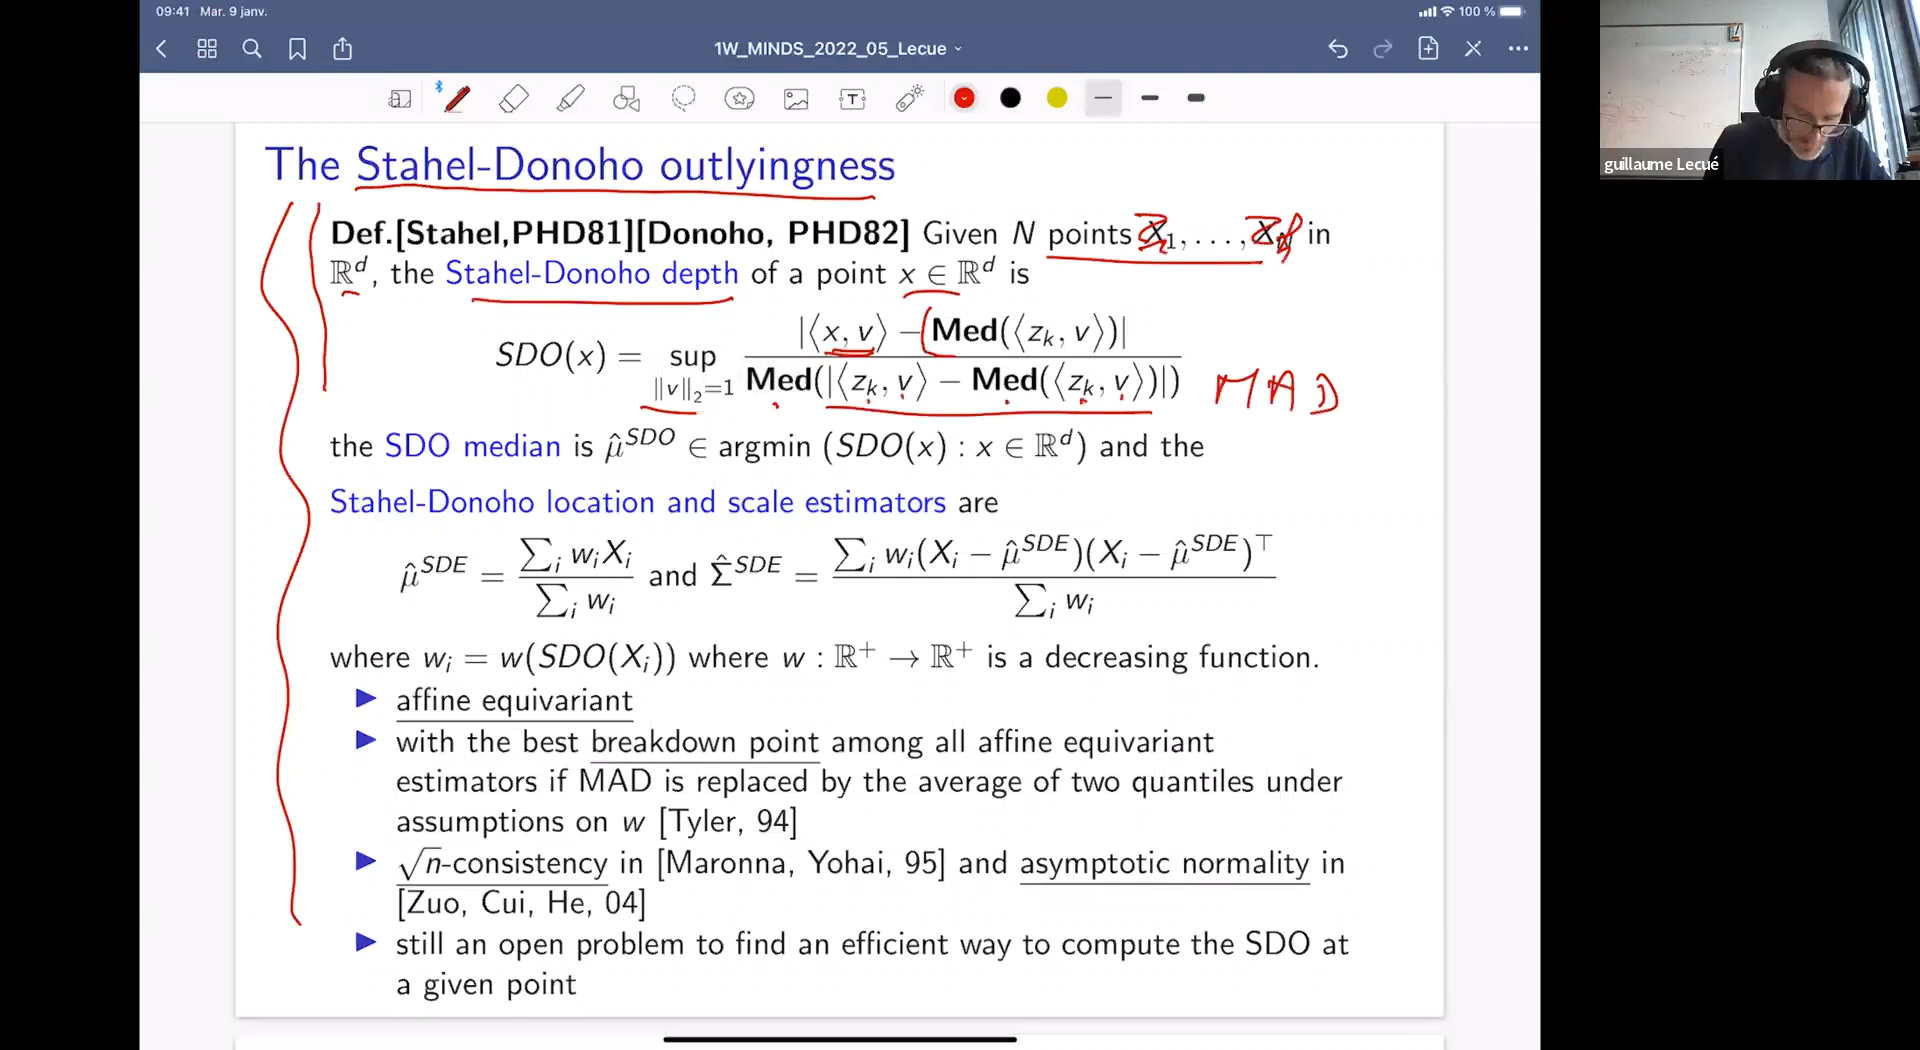 09:41 Mar. 9 janv.
100 %
1W_MINDS_2022_05_Lecue
T
guillaume Lecué
The Stahel-Donoho outlyingness
Def.[Stahel,PHD81][Donoho, PHD82] Given N points X₁, . . . , in
ℝᵈ, the Stahel-Donoho depth of a point x ∈ ℝᵈ is
SDO(x) = sup_{‖v‖₂=1} |⟨x, v⟩ − Med(⟨z_k, v⟩)| / Med(|⟨z_k, v⟩ − Med(⟨z_k, v⟩)|) MAD
the SDO median is μ̂^{SDO} ∈ argmin (SDO(x) : x ∈ ℝᵈ) and the
Stahel-Donoho location and scale estimators are
μ̂^{SDE} = ∑_i w_i X_i / ∑_i w_i and Σ̂^{SDE} = ∑_i w_i(X_i − μ̂^{SDE})(X_i − μ̂^{SDE})^⊤ / ∑_i w_i
where w_i = w(SDO(X_i)) where w : ℝ⁺ → ℝ⁺ is a decreasing function.
▶ affine equivariant
▶ with the best breakdown point among all affine equivariant
estimators if MAD is replaced by the average of two quantiles under
assumptions on w [Tyler, 94]
▶ √n-consistency in [Maronna, Yohai, 95] and asymptotic normality in
[Zuo, Cui, He, 04]
▶ still an open problem to find an efficient way to compute the SDO at
a given point